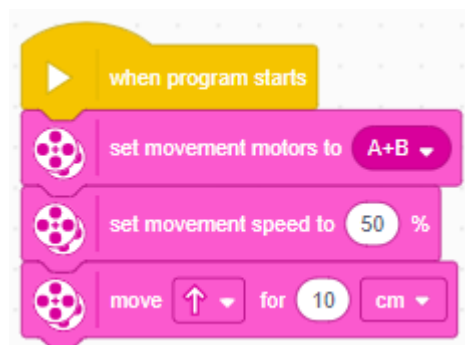 when program starts
set movement motors to A+B
set movement speed to 50 %
move for 10 cm